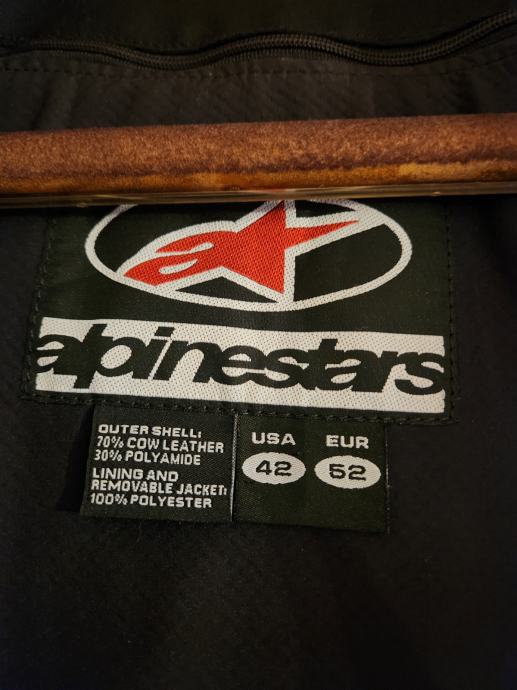 alpinestars
OUTER SHELL:
70% COW LEATHER
30% POLYAMIDE
LINING AND
REMOVABLE JACKET:
100% POLYESTER
USA EUR
42 52